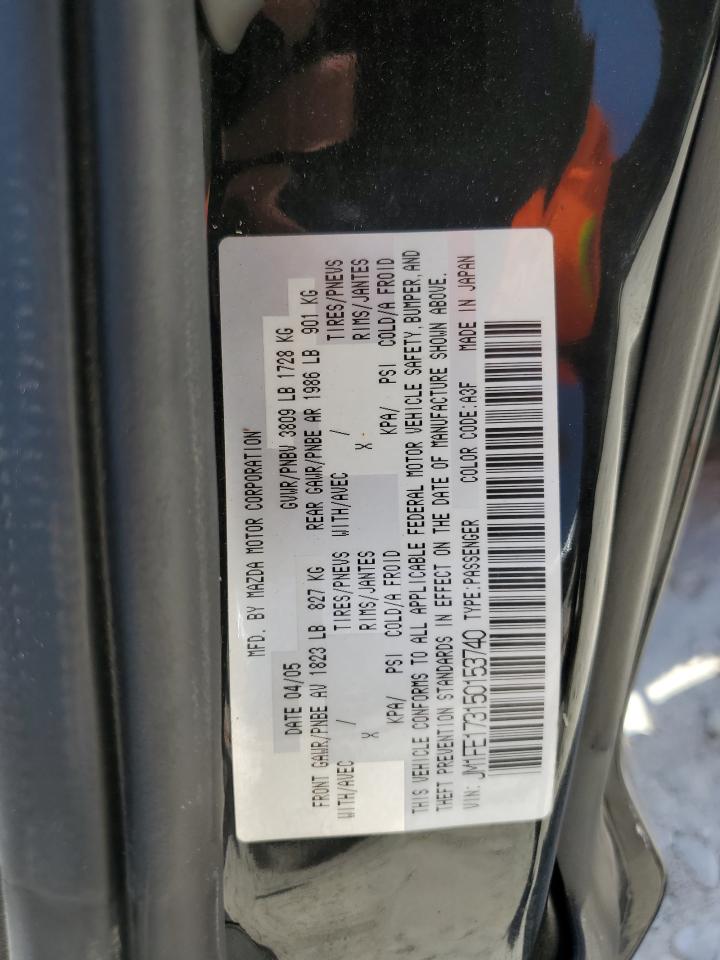 MFD. BY MAZDA MOTOR CORPORATION
DATE 04/05 GVWR/PNBV 3809 LB 1728 KG
FRONT GAWR/PNBE AV 1823 LB 827 KG REAR GAWR/PNBE AR 1986 LB 901 KG
WITH/AVEC / TIRES/PNEUS WITH/AVEC / TIRES/PNEUS
X RIMS/JANTES X RIMS/JANTES
KPA/ PSI COLD/A FROID KPA/ PSI COLD/A FROID
THIS VEHICLE CONFORMS TO ALL APPLICABLE FEDERAL MOTOR VEHICLE SAFETY, BUMPER, AND
THEFT PREVENTION STANDARDS IN EFFECT ON THE DATE OF MANUFACTURE SHOWN ABOVE.
VIN: JM1FE173150153740 TYPE:PASSENGER COLOR CODE:A3F MADE IN JAPAN